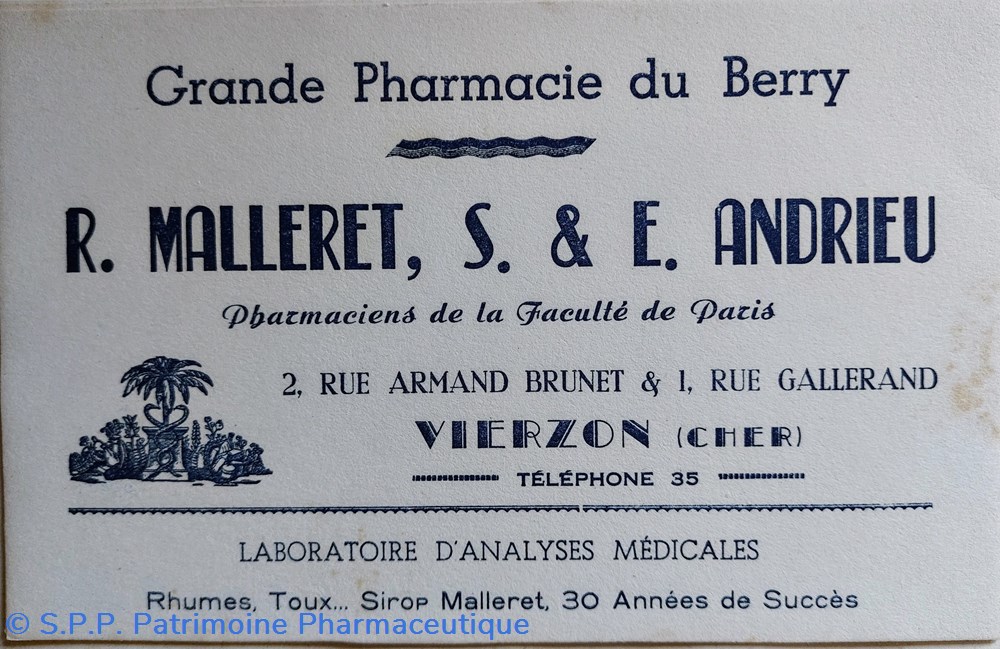 Grande Pharmacie du Berry
R. MALLERET, S. & E. ANDRIEU
Pharmaciens de la Faculté de Paris
2, RUE ARMAND BRUNET & 1, RUE GALLERAND
VIERZON (CHER)
TÉLÉPHONE 35
LABORATOIRE D'ANALYSES MÉDICALES
Rhumes, Toux... Sirop Malleret, 30 Années de Succès
© S.P.P. Patrimoine Pharmaceutique